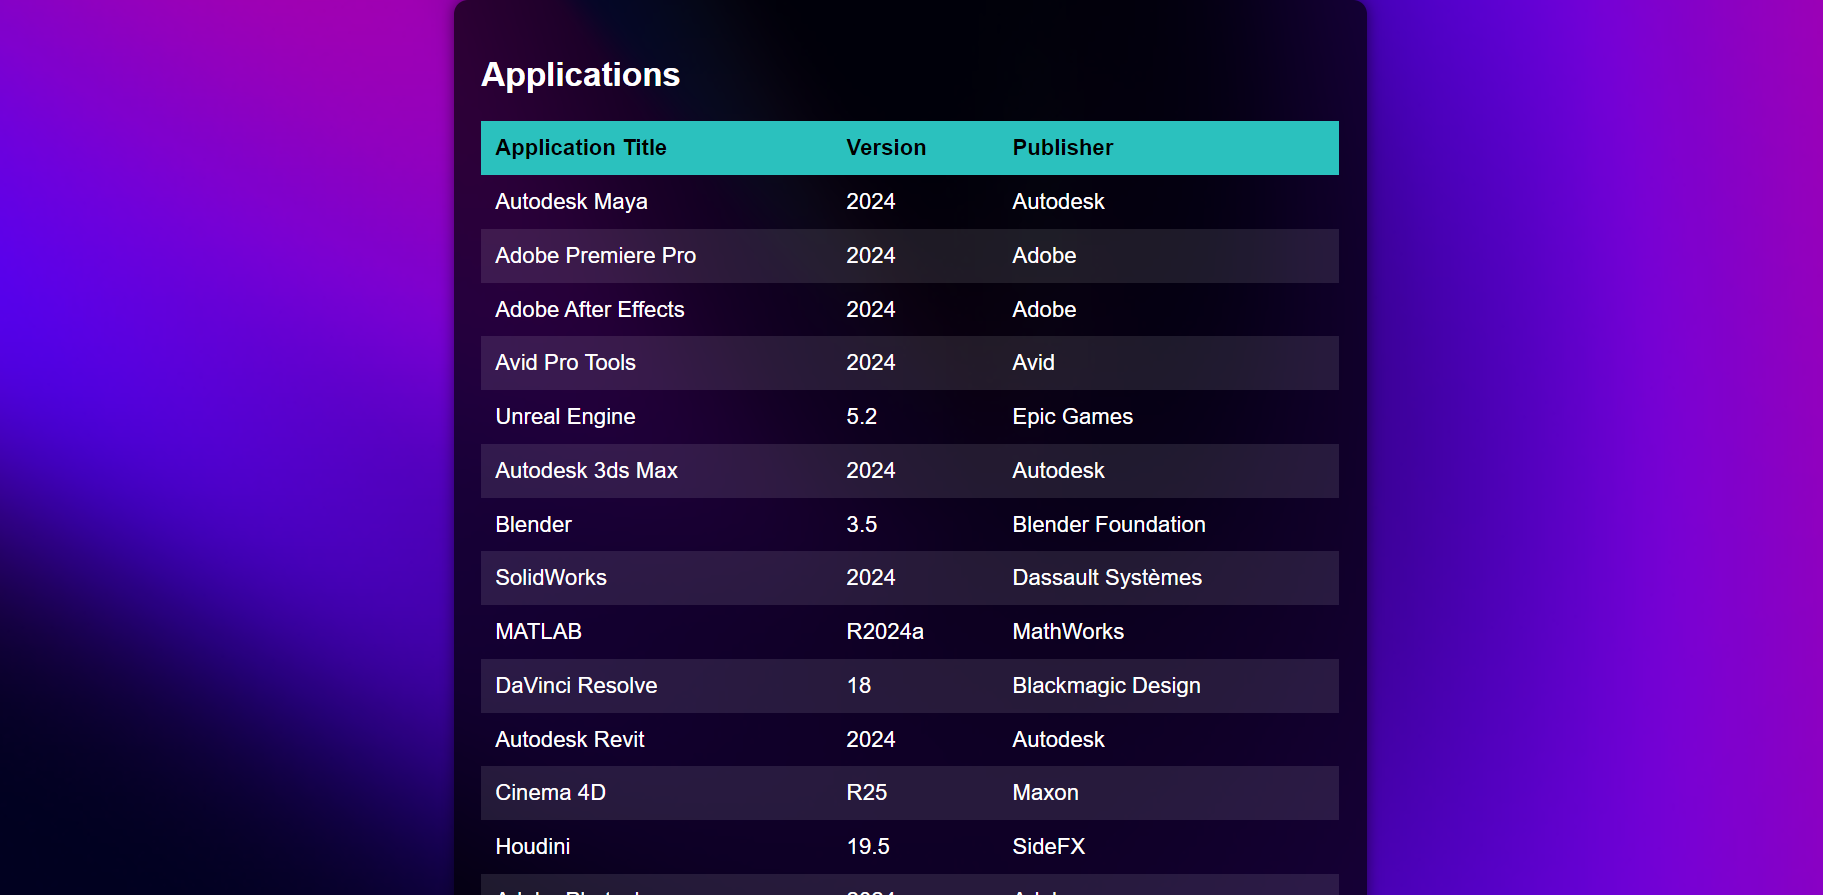 Applications
Application Title Version Publisher
Autodesk Maya 2024 Autodesk
Adobe Premiere Pro 2024 Adobe
Adobe After Effects 2024 Adobe
Avid Pro Tools 2024 Avid
Unreal Engine 5.2 Epic Games
Autodesk 3ds Max 2024 Autodesk
Blender 3.5 Blender Foundation
SolidWorks 2024 Dassault Systèmes
MATLAB R2024a MathWorks
DaVinci Resolve 18 Blackmagic Design
Autodesk Revit 2024 Autodesk
Cinema 4D R25 Maxon
Houdini 19.5 SideFX